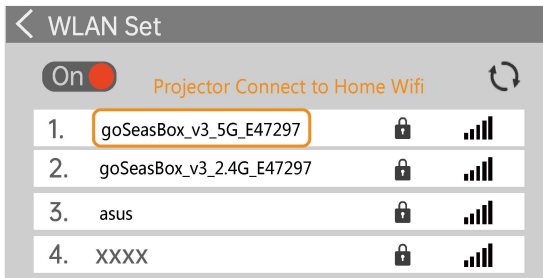 WLAN Set
On
Projector Connect to Home Wifi
1. goSeasBox_v3_5G_E47297
2. goSeasBox_v3_2.4G_E47297
3. asus
4. XXXX